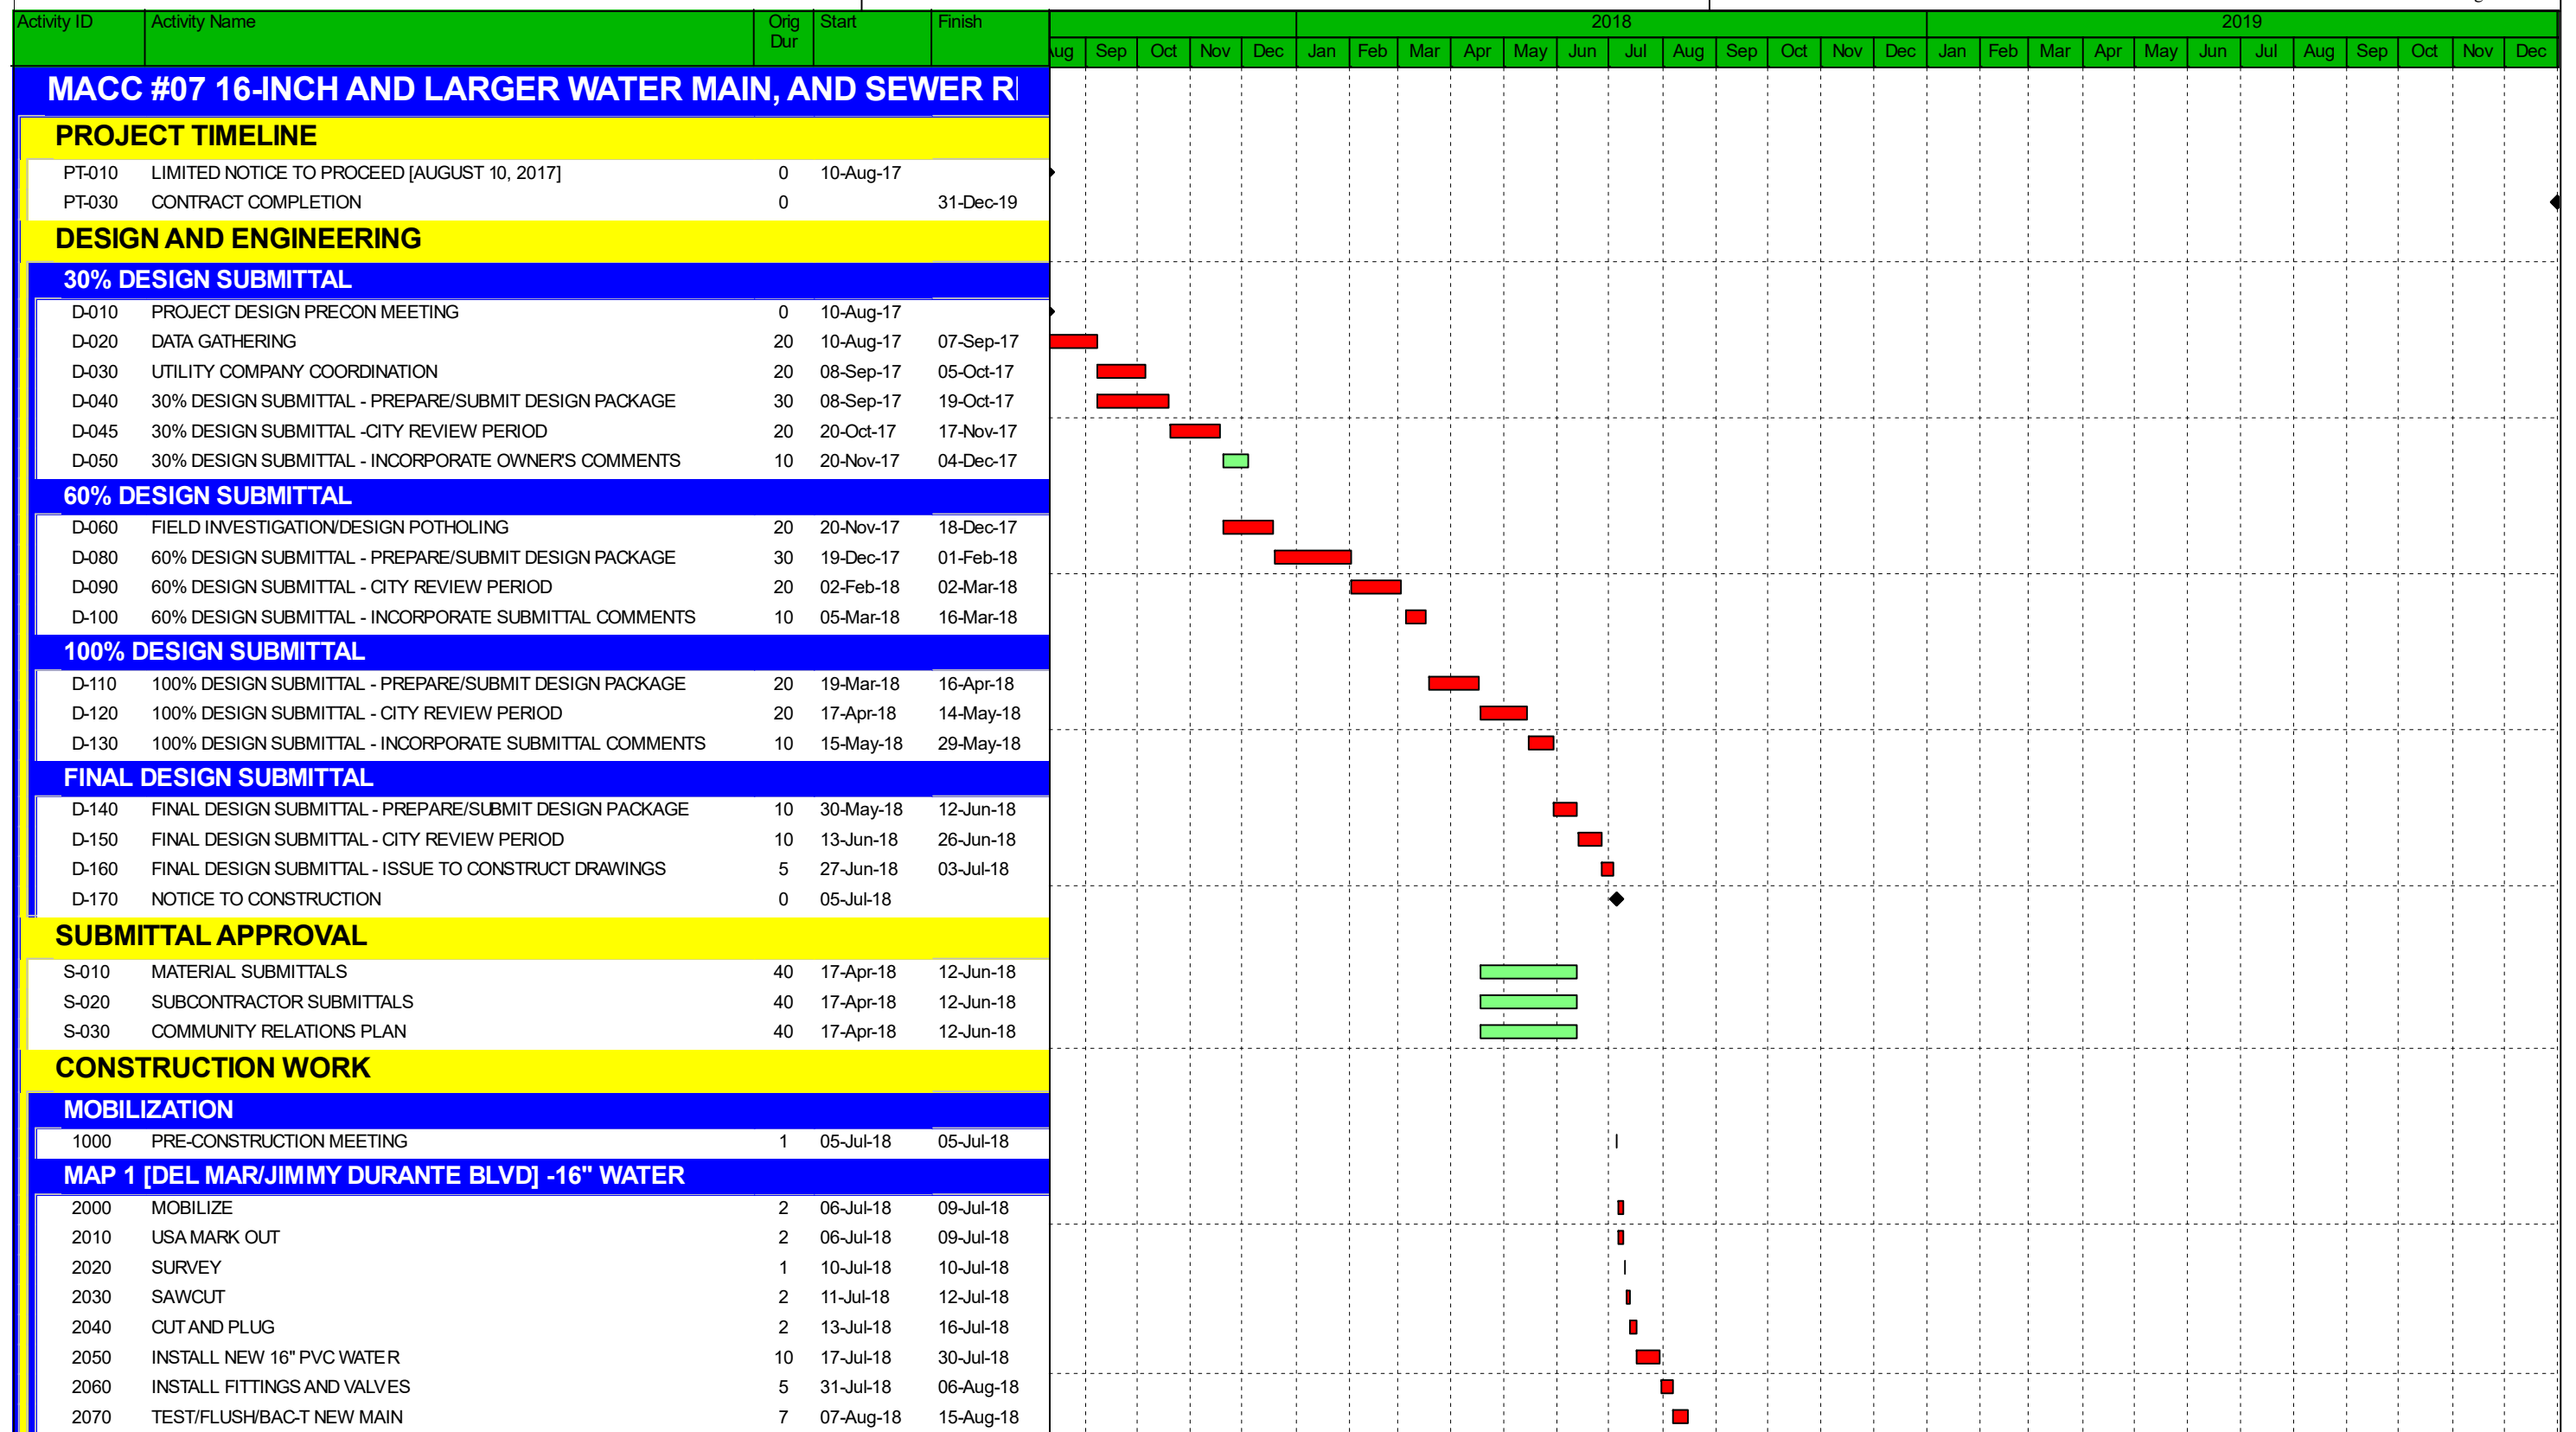 Activity ID Activity Name Orig Dur Start Finish 2018 2019
Sep Oct Nov Dec Jan Feb Mar Apr May Jun Jul Aug Sep Oct Nov Dec Jan Feb Mar Apr May Jun Jul Aug Sep Oct Nov Dec
MACC #07 16-INCH AND LARGER WATER MAIN, AND SEWER
PROJECT TIMELINE
PT-010 LIMITED NOTICE TO PROCEED [AUGUST 10, 2017] 0 10-Aug-17
PT-030 CONTRACT COMPLETION 0 31-Dec-19
DESIGN AND ENGINEERING
30% DESIGN SUBMITTAL
D-010 PROJECT DESIGN PRECON MEETING 0 10-Aug-17
D-020 DATA GATHERING 20 10-Aug-17 07-Sep-17
D-030 UTILITY COMPANY COORDINATION 20 08-Sep-17 05-Oct-17
D-040 30% DESIGN SUBMITTAL - PREPARE/SUBMIT DESIGN PACKAGE 30 08-Sep-17 19-Oct-17
D-045 30% DESIGN SUBMITTAL -CITY REVIEW PERIOD 20 20-Oct-17 17-Nov-17
D-050 30% DESIGN SUBMITTAL - INCORPORATE OWNER'S COMMENTS 10 20-Nov-17 04-Dec-17
60% DESIGN SUBMITTAL
D-060 FIELD INVESTIGATION/DESIGN POTHOLING 20 20-Nov-17 18-Dec-17
D-080 60% DESIGN SUBMITTAL - PREPARE/SUBMIT DESIGN PACKAGE 30 19-Dec-17 01-Feb-18
D-090 60% DESIGN SUBMITTAL - CITY REVIEW PERIOD 20 02-Feb-18 02-Mar-18
D-100 60% DESIGN SUBMITTAL - INCORPORATE SUBMITTAL COMMENTS 10 05-Mar-18 16-Mar-18
100% DESIGN SUBMITTAL
D-110 100% DESIGN SUBMITTAL - PREPARE/SUBMIT DESIGN PACKAGE 20 19-Mar-18 16-Apr-18
D-120 100% DESIGN SUBMITTAL - CITY REVIEW PERIOD 20 17-Apr-18 14-May-18
D-130 100% DESIGN SUBMITTAL - INCORPORATE SUBMITTAL COMMENTS 10 15-May-18 29-May-18
FINAL DESIGN SUBMITTAL
D-140 FINAL DESIGN SUBMITTAL - PREPARE/SUBMIT DESIGN PACKAGE 10 30-May-18 12-Jun-18
D-150 FINAL DESIGN SUBMITTAL - CITY REVIEW PERIOD 10 13-Jun-18 26-Jun-18
D-160 FINAL DESIGN SUBMITTAL - ISSUE TO CONSTRUCT DRAWINGS 5 27-Jun-18 03-Jul-18
D-170 NOTICE TO CONSTRUCTION 0 05-Jul-18
SUBMITTAL APPROVAL
S-010 MATERIAL SUBMITTALS 40 17-Apr-18 12-Jun-18
S-020 SUBCONTRACTOR SUBMITTALS 40 17-Apr-18 12-Jun-18
S-030 COMMUNITY RELATIONS PLAN 40 17-Apr-18 12-Jun-18
CONSTRUCTION WORK
MOBILIZATION
1000 PRE-CONSTRUCTION MEETING 1 05-Jul-18 05-Jul-18
MAP 1 [DEL MAR/JIMMY DURANTE BLVD] -16" WATER
2000 MOBILIZE 2 06-Jul-18 09-Jul-18
2010 USA MARK OUT 2 06-Jul-18 09-Jul-18
2020 SURVEY 1 10-Jul-18 10-Jul-18
2030 SAWCUT 2 11-Jul-18 12-Jul-18
2040 CUT AND PLUG 2 13-Jul-18 16-Jul-18
2050 INSTALL NEW 16" PVC WATER 10 17-Jul-18 30-Jul-18
2060 INSTALL FITTINGS AND VALVES 5 31-Jul-18 06-Aug-18
2070 TEST/FLUSH/BAC-T NEW MAIN 7 07-Aug-18 15-Aug-18